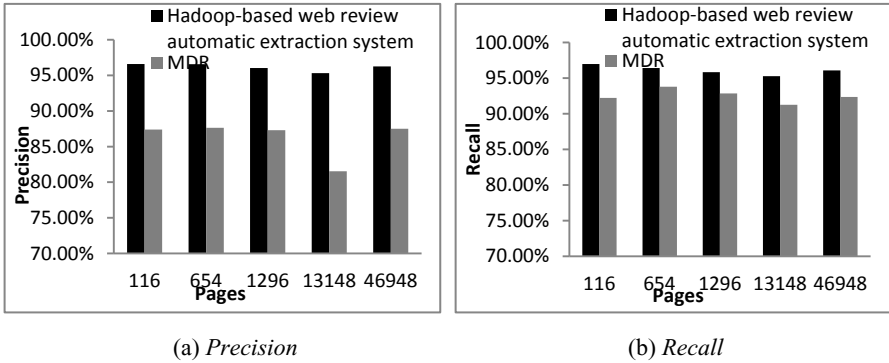 Hadoop-based web review
automatic extraction system
MDR
100.00%
95.00%
90.00%
85.00%
80.00%
75.00%
70.00%
Precision
116 654 1296 13148 46948
Pages
(a) Precision
Hadoop-based web review
automatic extraction system
MDR
100.00%
95.00%
90.00%
85.00%
80.00%
75.00%
70.00%
Recall
116 654 1296 13148 46948
Pages
(b) Recall